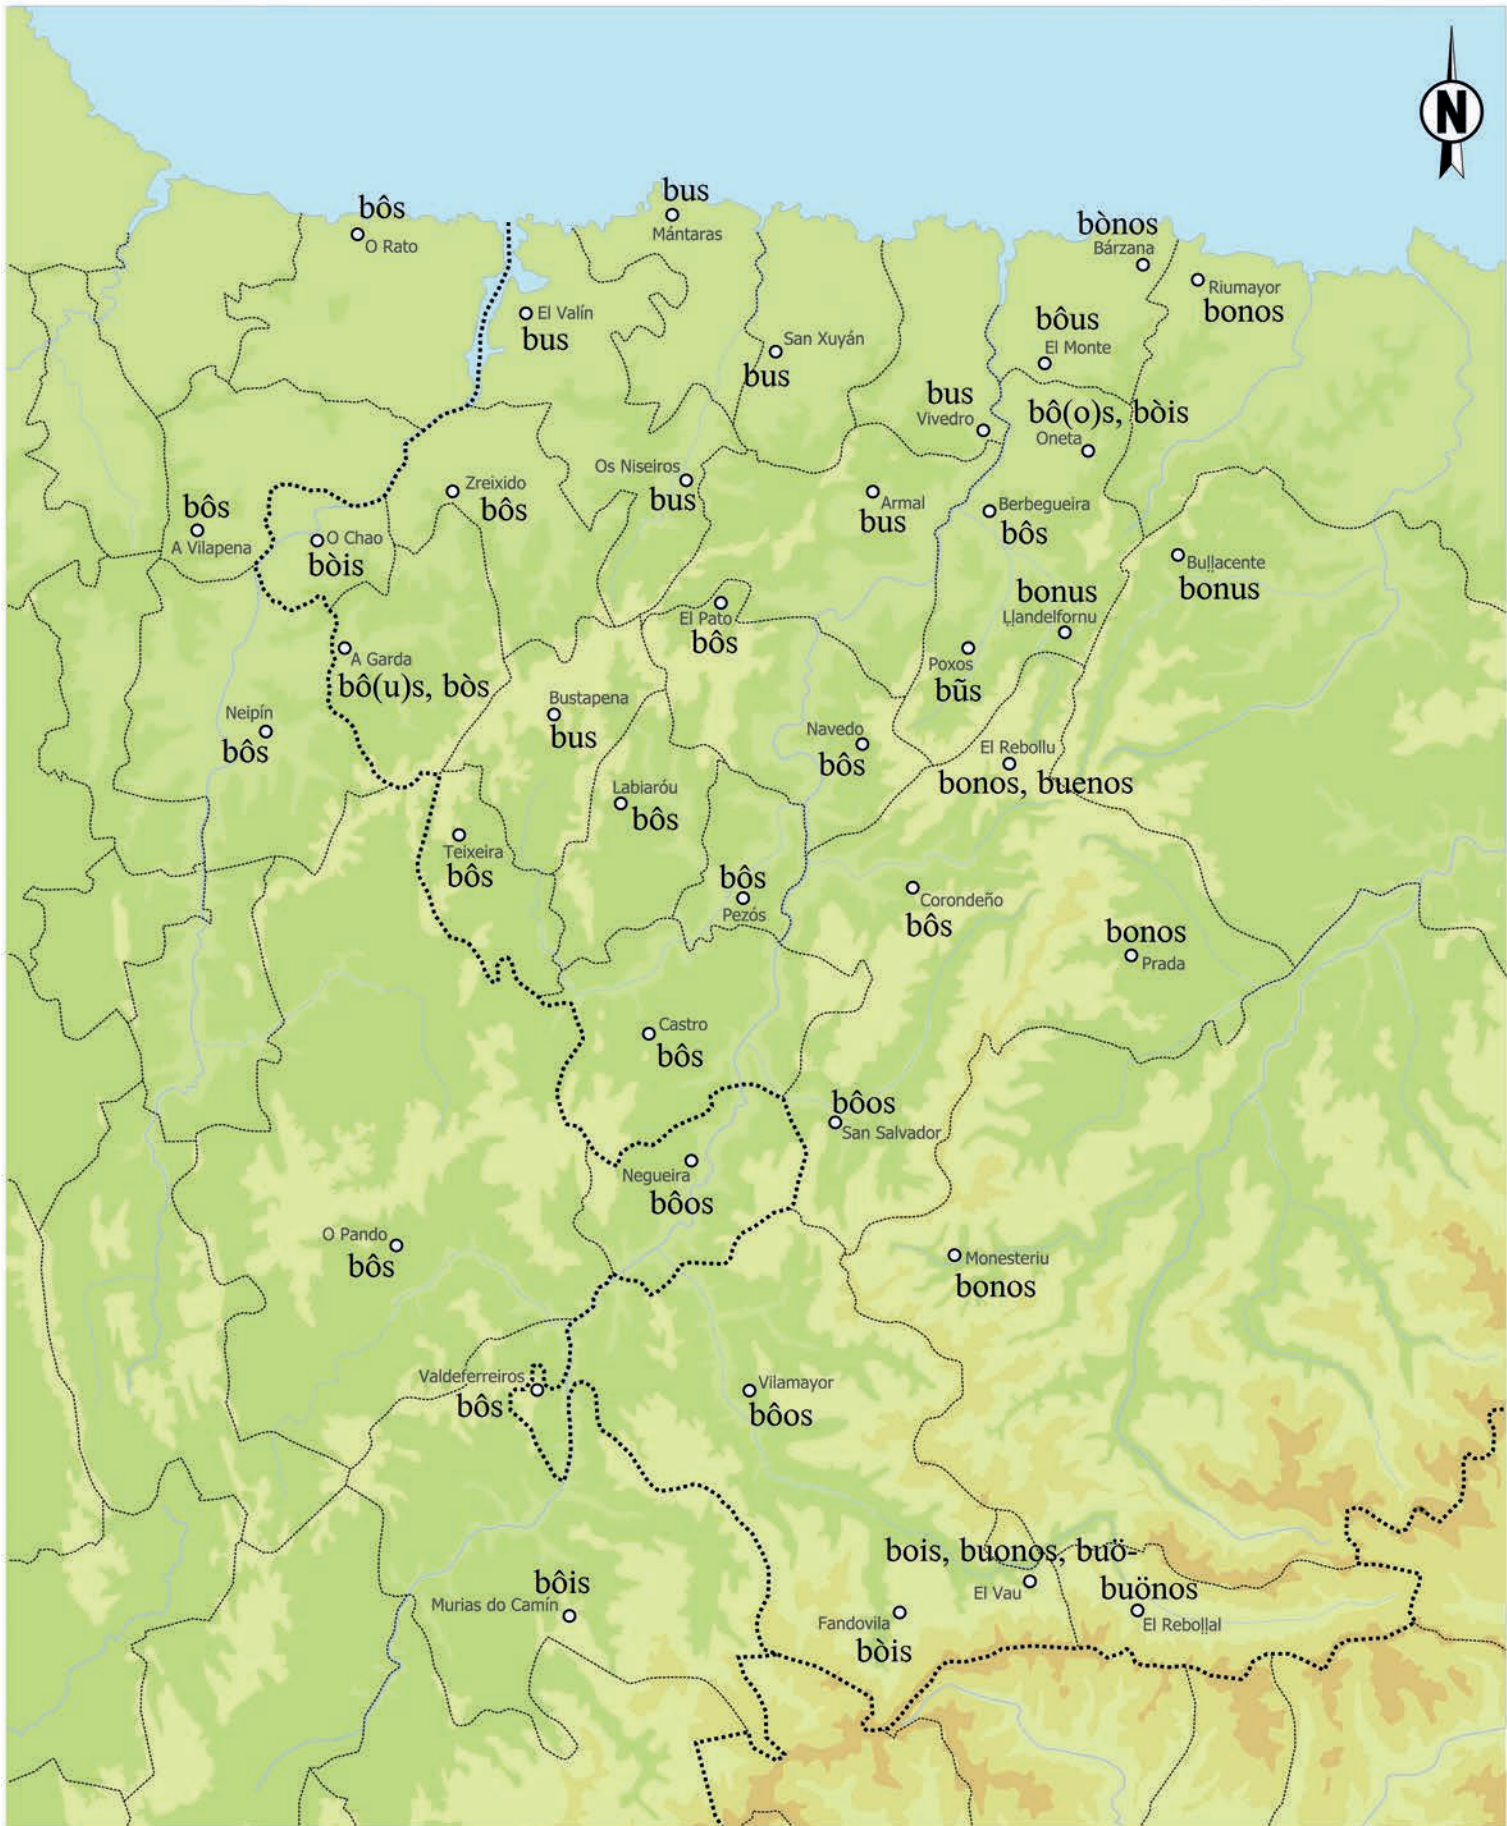 N
bus
bôs
Mántaras
O Rato
bònos
Bárzana
Riumayor
bonos
El Valín
bus
bôus
El Monte
San Xuyán
bus
bus
Vivedro
bô(o)s, bòis
Oneta
Os Niseiros
bus
Zreixido
bôs
Armal
bus
Berbegueira
bôs
bôs
A Vilapena
O Chao
bòis
Buḷḷacente
bonus
bonus
Ḷḷandelfornu
El Pato
bôs
A Garda
bô(u)s, bòs
Poxos
bũs
Bustapena
bus
Neipín
bôs
Navedo
bôs
El Rebollu
bonos, buenos
Labiaróu
bôs
Teixeira
bôs
bôs
Pezós
Corondeño
bôs
bonos
Prada
Castro
bôs
bôos
San Salvador
Negueira
bôos
O Pando
bôs
Monesteriu
bonos
Valdeferreiros
bôs
Vilamayor
bôos
bois, buonos, buö-
El Vau
bôis
Murias do Camín
buönos
El Reboḷḷal
Fandovila
bòis